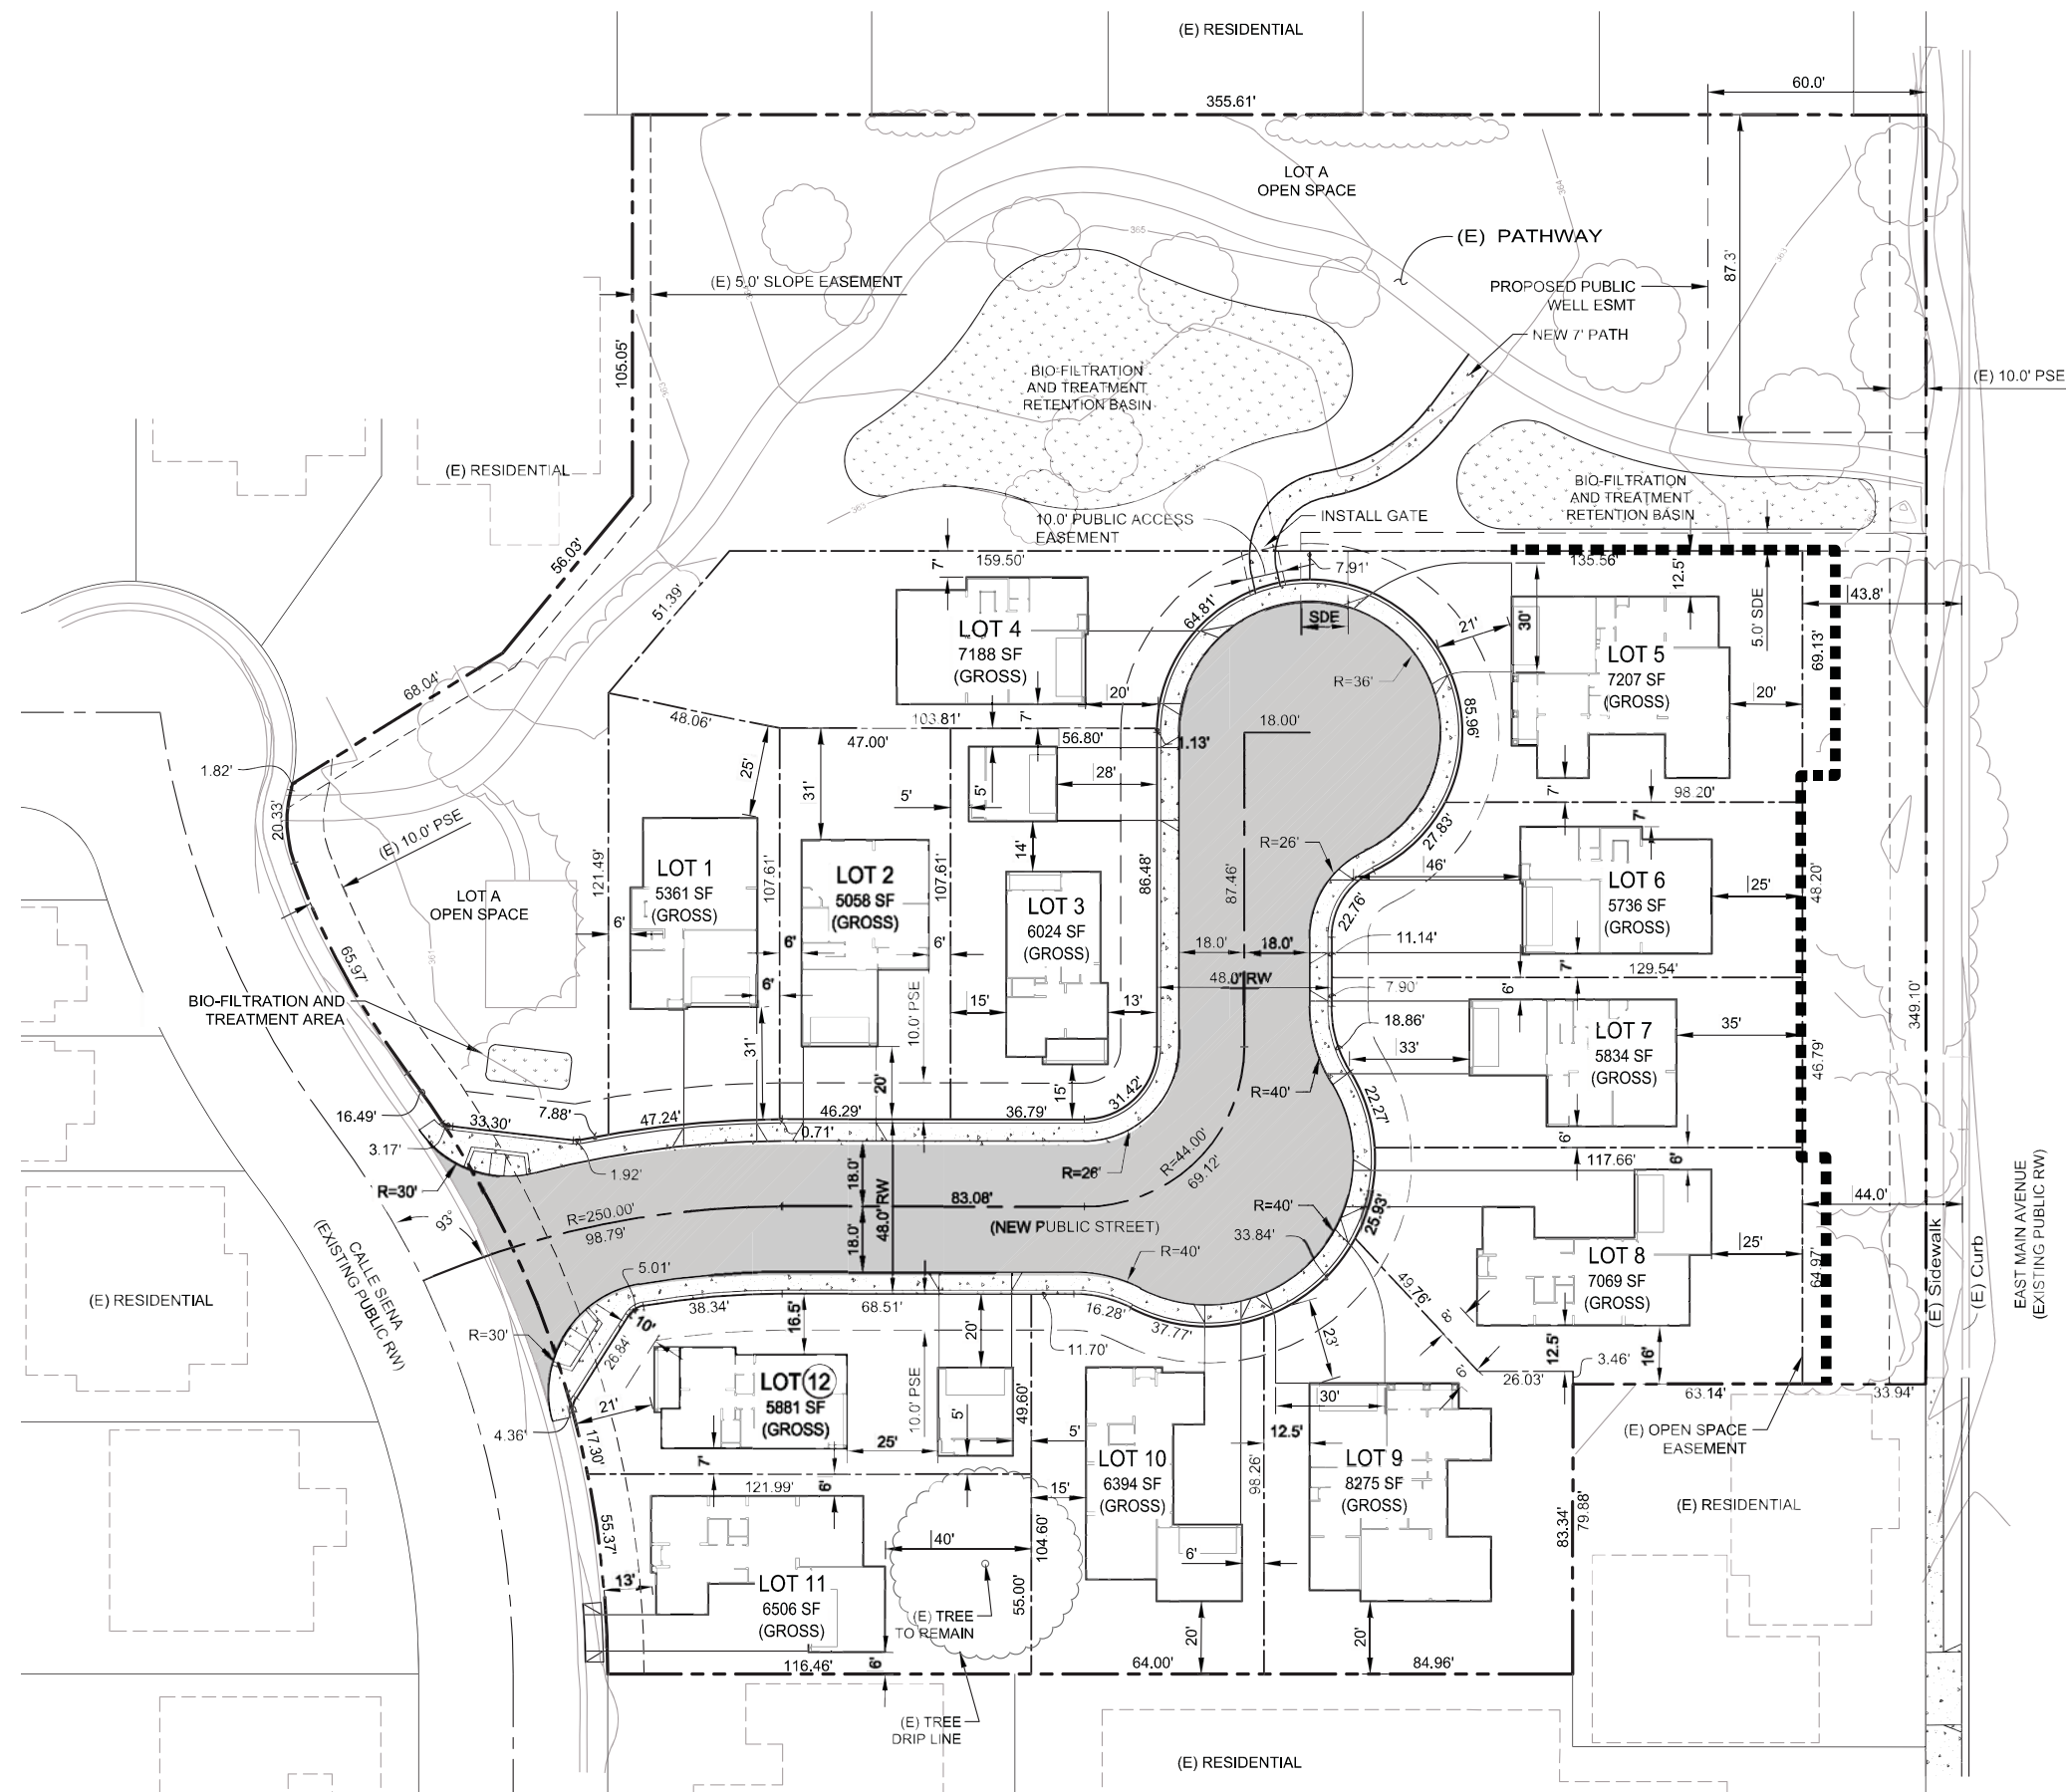 (E) RESIDENTIAL
355.61'
60.0'
LOT A
OPEN SPACE
364
365
363
(E) PATHWAY
87.3'
(E) 5.0' SLOPE EASEMENT
PROPOSED PUBLIC
WELL ESMT
NEW 7' PATH
105.05'
363
BIO-FILTRATION
AND TREATMENT
RETENTION BASIN
(E) 10.0' PSE
(E) RESIDENTIAL
BIO-FILTRATION
AND TREATMENT
RETENTION BASIN
363
10.0' PUBLIC ACCESS
EASEMENT
INSTALL GATE
56.03'
51.39'
7'
159.50'
7.91'
135.56'
12.5'
5.0' SDE
43.8'
69.13'
64.81'
SDE
21'
30'
LOT 4
7188 SF
(GROSS)
LOT 5
7207 SF
(GROSS)
R=36'
85.96'
20'
20'
68.04'
48.06'
103.81'
7'
47.00'
56.80'
1.13'
18.00'
1.82'
20.33'
25'
31'
5'
5'
28'
7'
98.20'
7'
(E) 10.0' PSE
14'
R=26'
27.83'
46'
LOT 1
5361 SF
(GROSS)
LOT 2
5058 SF
(GROSS)
LOT 3
6024 SF
(GROSS)
LOT 6
5736 SF
(GROSS)
121.49'
107.61'
107.61'
86.48'
87.46'
22.76'
25'
48.20'
LOT A
OPEN SPACE
6'
6'
6'
18.0'
18.0'
11.14'
7'
129.54'
65.97'
361
6'
48.0' RW
7.90'
6'
BIO-FILTRATION AND
TREATMENT AREA
10.0' PSE
15'
13'
18.86'
LOT 7
5834 SF
(GROSS)
35'
349.10'
31'
20'
15'
33'
46.79'
R=40'
22.27'
16.49'
33.30'
7.88'
47.24'
46.29'
36.79'
31.42'
3.17'
0.71'
1.92'
R=30'
R=26'
R=44.00'
69.12'
6'
117.66'
6'
93°
R=250.00'
98.79'
18.0'
18.0'
48.0' RW
83.08'
(NEW PUBLIC STREET)
R=40'
33.84'
25.93'
44.0'
CALLE SIENA
(EXISTING PUBLIC RW)
R=40'
LOT 8
7069 SF
(GROSS)
25'
64.97'
(E) Sidewalk
(E) Curb
EAST MAIN AVENUE
(EXISTING PUBLIC RW)
(E) RESIDENTIAL
5.01'
38.34'
68.51'
16.28'
37.77'
49.76'
8'
R=30'
10'
26.84'
16.5'
20'
11.70'
23'
12.5'
16'
3.46'
6'
26.03'
LOT 12
5881 SF
(GROSS)
10.0' PSE
49.60'
30'
63.14'
33.94'
4.36'
21'
17.30'
25'
5'
5'
12.5'
(E) OPEN SPACE
EASEMENT
7'
121.99'
6'
LOT 10
6394 SF
(GROSS)
98.26'
LOT 9
8275 SF
(GROSS)
15'
(E) RESIDENTIAL
55.37'
40'
104.60'
6'
83.34'
79.88'
13'
LOT 11
6506 SF
(GROSS)
(E) TREE
TO REMAIN
55.00'
20'
20'
116.46'
6'
64.00'
84.96'
(E) TREE
DRIP LINE
(E) RESIDENTIAL